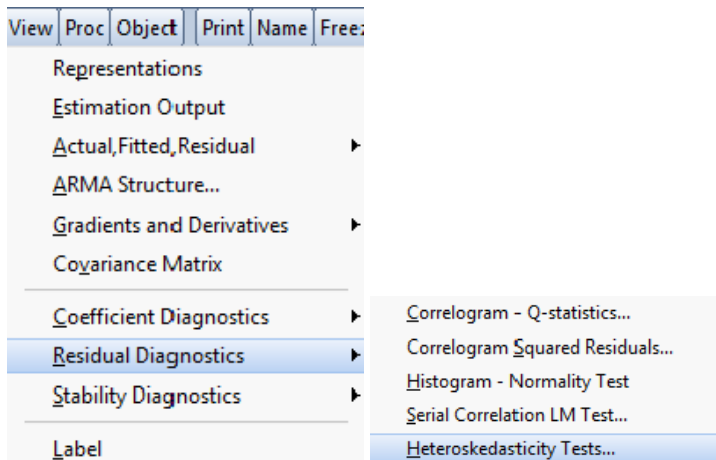 View Proc Object Print Name Freez
Representations
Estimation Output
Actual,Fitted,Residual
ARMA Structure...
Gradients and Derivatives
Covariance Matrix
Coefficient Diagnostics
Residual Diagnostics
Stability Diagnostics
Label
Correlogram - Q-statistics...
Correlogram Squared Residuals...
Histogram - Normality Test
Serial Correlation LM Test...
Heteroskedasticity Tests...